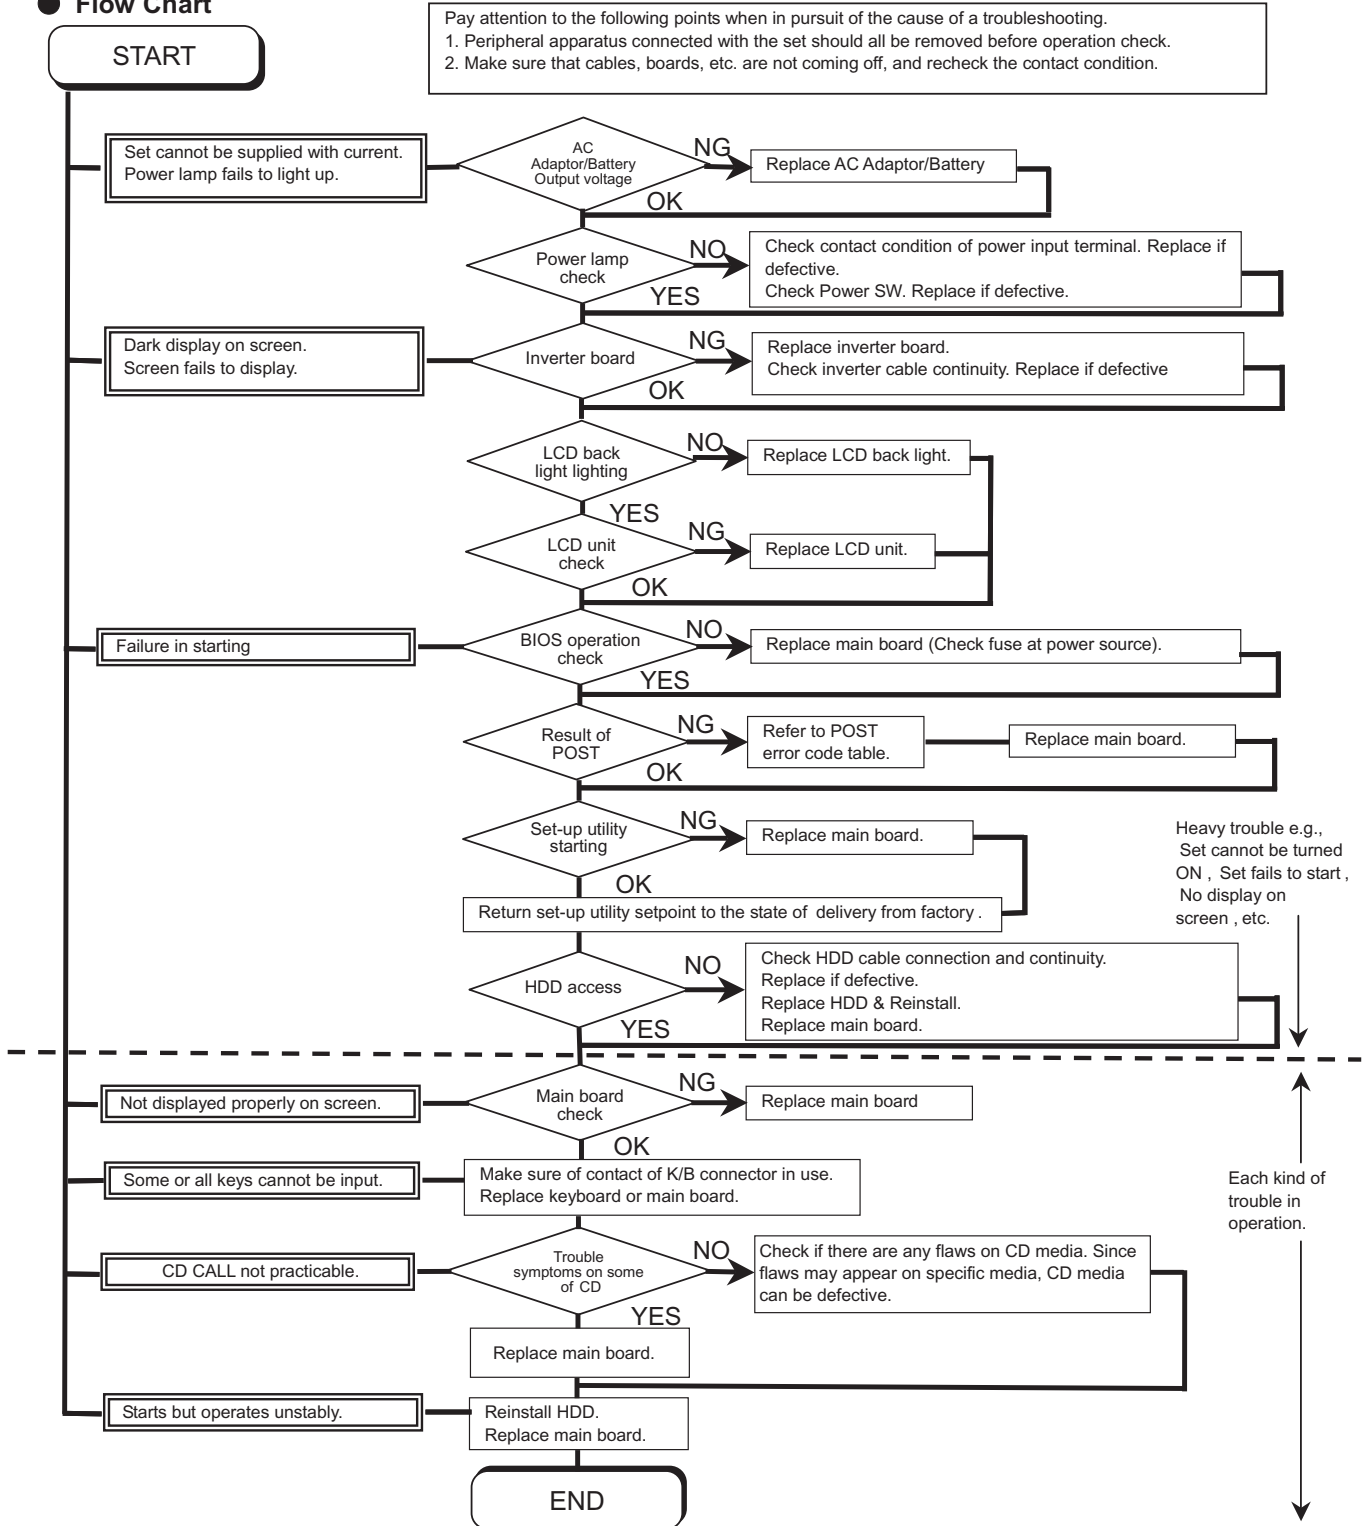 ● Flow Chart
START
Pay attention to the following points when in pursuit of the cause of a troubleshooting.
1. Peripheral apparatus connected with the set should all be removed before operation check.
2. Make sure that cables, boards, etc. are not coming off, and recheck the contact condition.
Set cannot be supplied with current.
Power lamp fails to light up.
AC
Adaptor/Battery
Output voltage
NG
Replace AC Adaptor/Battery
OK
Power lamp
check
NO
Check contact condition of power input terminal. Replace if
defective.
Check Power SW. Replace if defective.
YES
Dark display on screen.
Screen fails to display.
Inverter board
NG
Replace inverter board.
Check inverter cable continuity. Replace if defective
OK
LCD back
light lighting
NO
Replace LCD back light.
YES
LCD unit
check
NG
Replace LCD unit.
OK
Failure in starting
BIOS operation
check
NO
Replace main board (Check fuse at power source).
YES
Result of
POST
NG
Refer to POST
error code table.
Replace main board.
OK
Set-up utility
starting
NG
Replace main board.
OK
Return set-up utility setpoint to the state of delivery from factory .
Heavy trouble e.g.,
Set cannot be turned
ON , Set fails to start ,
No display on
screen , etc.
HDD access
NO
Check HDD cable connection and continuity.
Replace if defective.
Replace HDD & Reinstall.
Replace main board.
YES
Not displayed properly on screen.
Main board
check
NG
Replace main board
OK
Some or all keys cannot be input.
Make sure of contact of K/B connector in use.
Replace keyboard or main board.
Each kind of
trouble in
operation.
CD CALL not practicable.
Trouble
symptoms on some
of CD
NO
Check if there are any flaws on CD media. Since
flaws may appear on specific media, CD media
can be defective.
YES
Replace main board.
Starts but operates unstably.
Reinstall HDD.
Replace main board.
END